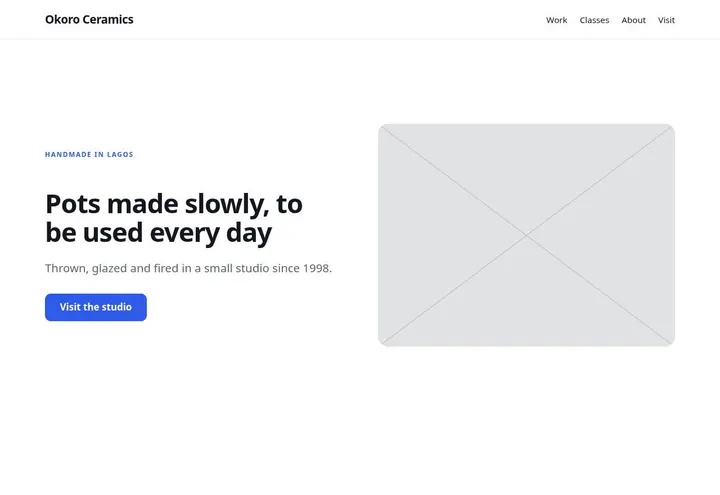 Okoro Ceramics
Work Classes About Visit
HANDMADE IN LAGOS
Pots made slowly, to
be used every day
Thrown, glazed and fired in a small studio since 1998.
Visit the studio